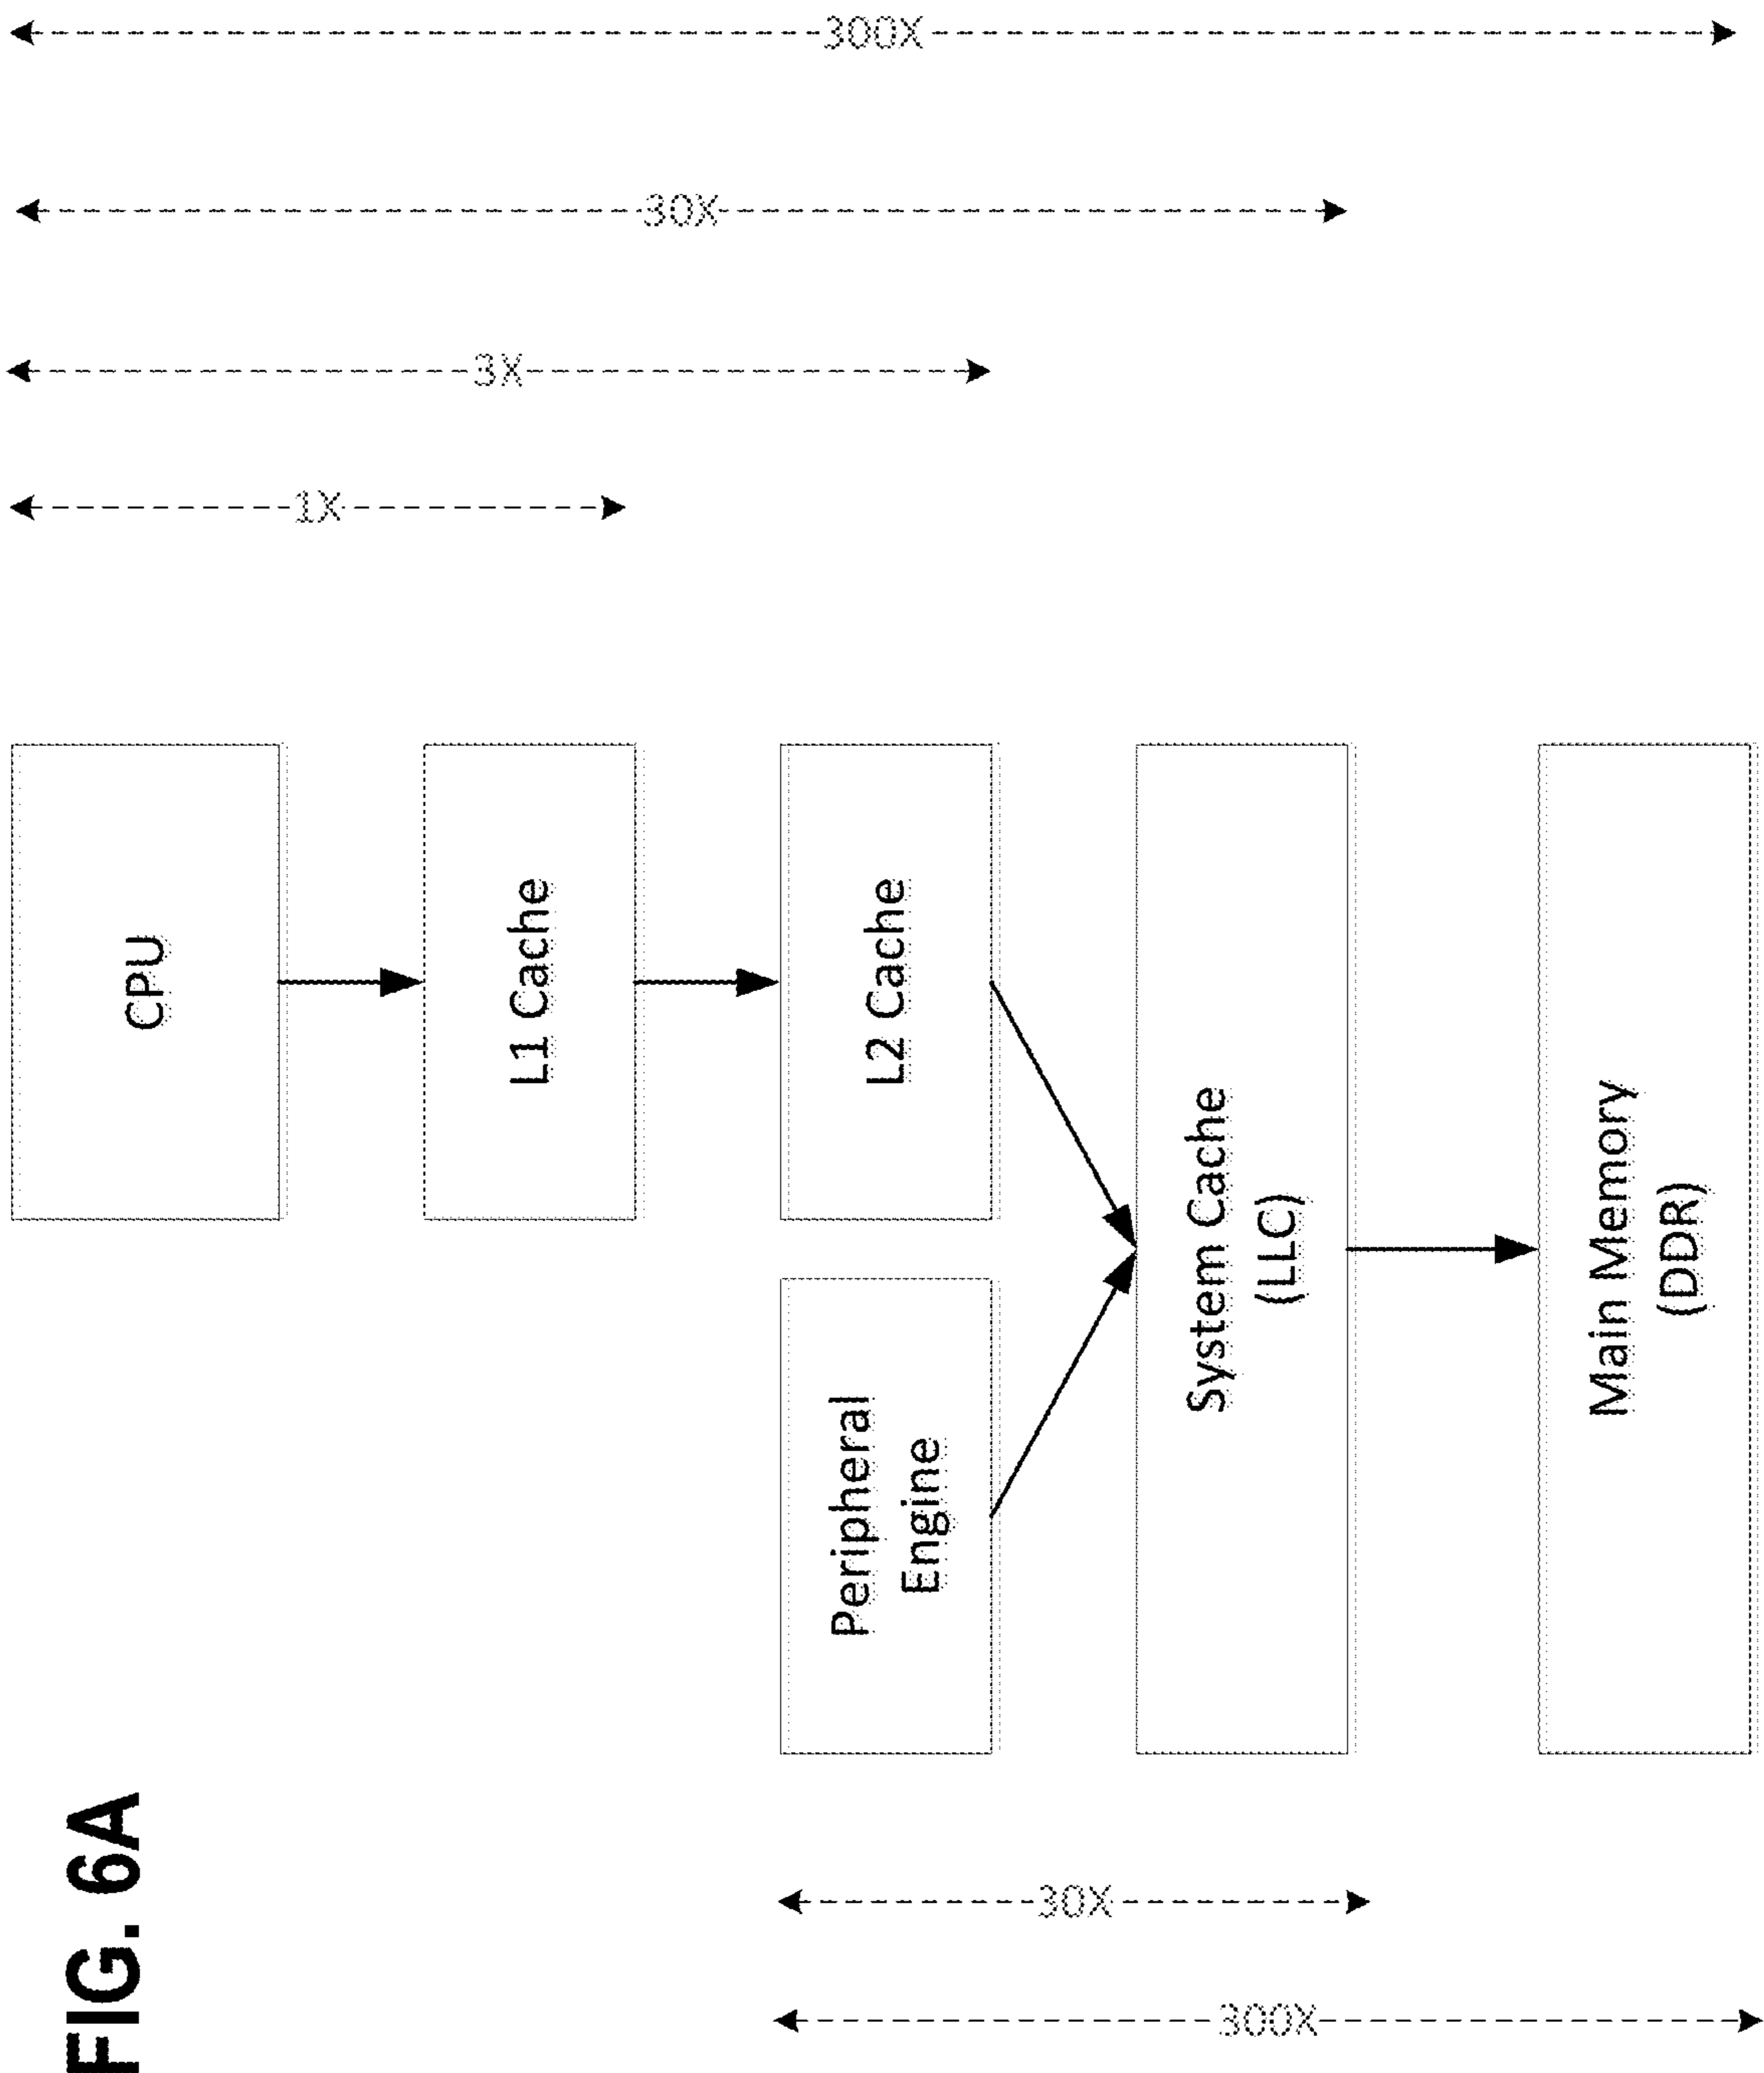 FIG. 6A
300X
30X
3X
1X
CPU
L1 Cache
L2 Cache
Peripheral
Engine
System Cache
(LLC)
Main Memory
(DDR)
30X
300X